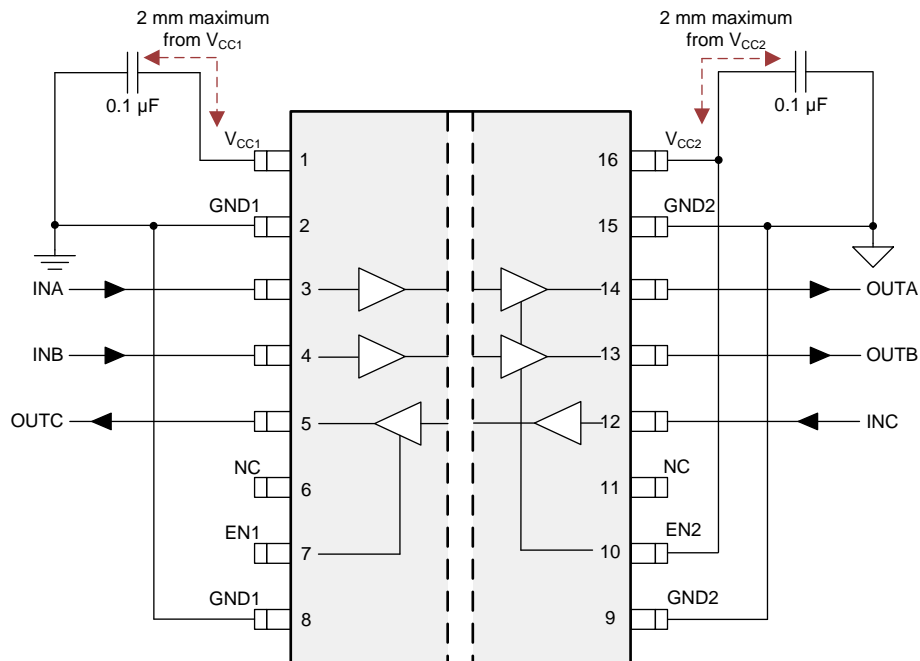 2 mm maximum
from VCC1
0.1 µF
2 mm maximum
from VCC2
0.1 µF
VCC1
1
16
VCC2
GND1
2
15
GND2
INA
3
14
OUTA
INB
4
13
OUTB
OUTC
5
12
INC
NC
6
11
NC
EN1
7
10
EN2
GND1
8
9
GND2